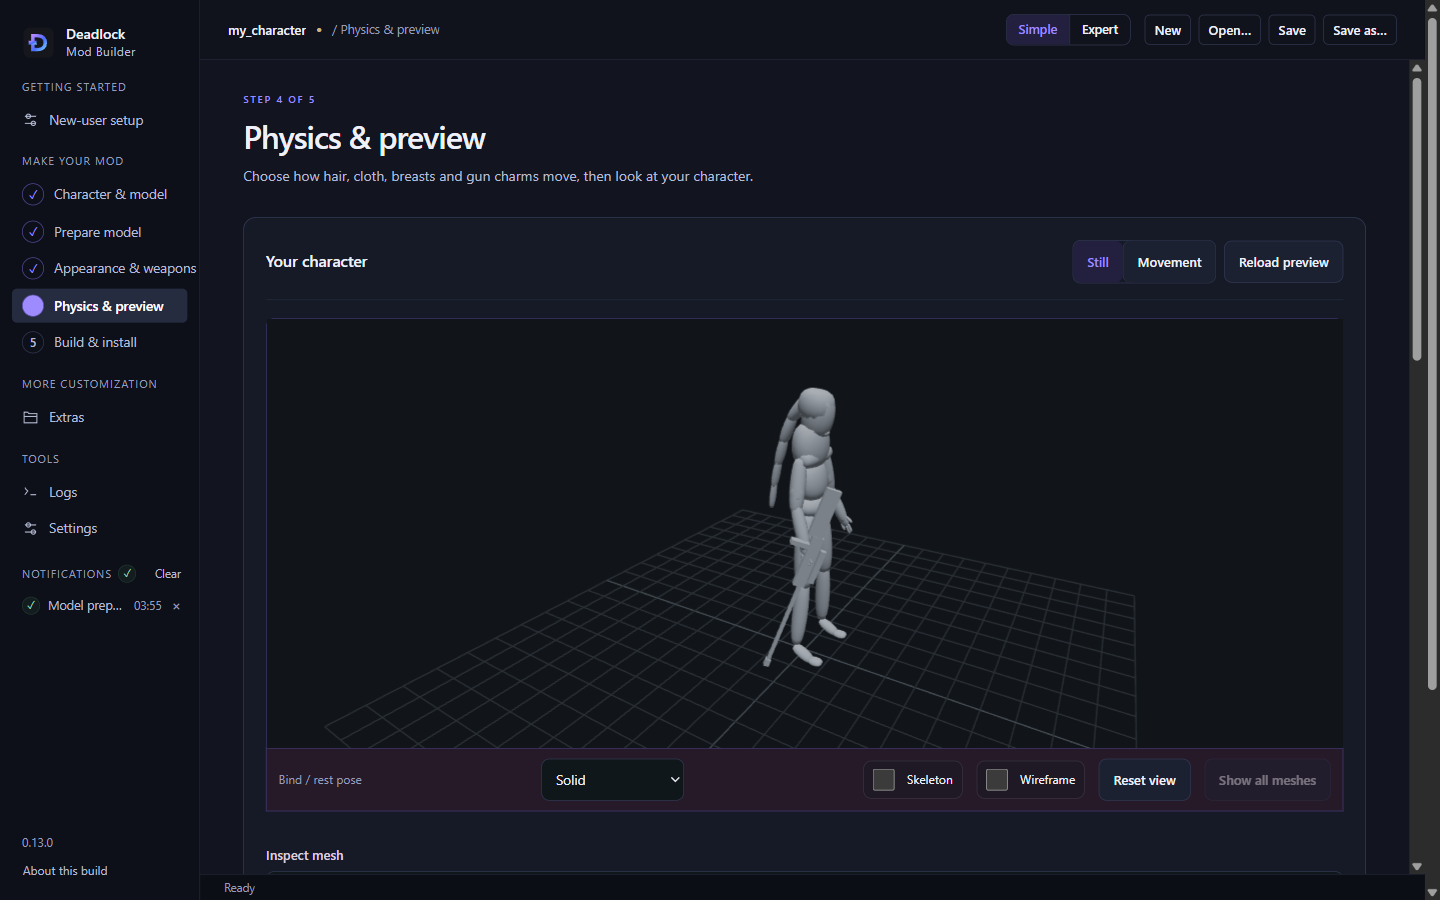 Deadlock
Mod Builder
GETTING STARTED
New-user setup
MAKE YOUR MOD
Character & model
Prepare model
Appearance & weapons
Physics & preview
5 Build & install
MORE CUSTOMIZATION
Extras
TOOLS
Logs
Settings
NOTIFICATIONS Clear
Model prep... 03:55 ×
0.13.0
About this build
my_character • / Physics & preview
Simple Expert New Open... Save Save as...
STEP 4 OF 5
Physics & preview
Choose how hair, cloth, breasts and gun charms move, then look at your character.
Your character
Still Movement Reload preview
Bind / rest pose Solid Skeleton Wireframe Reset view Show all meshes
Inspect mesh
Ready